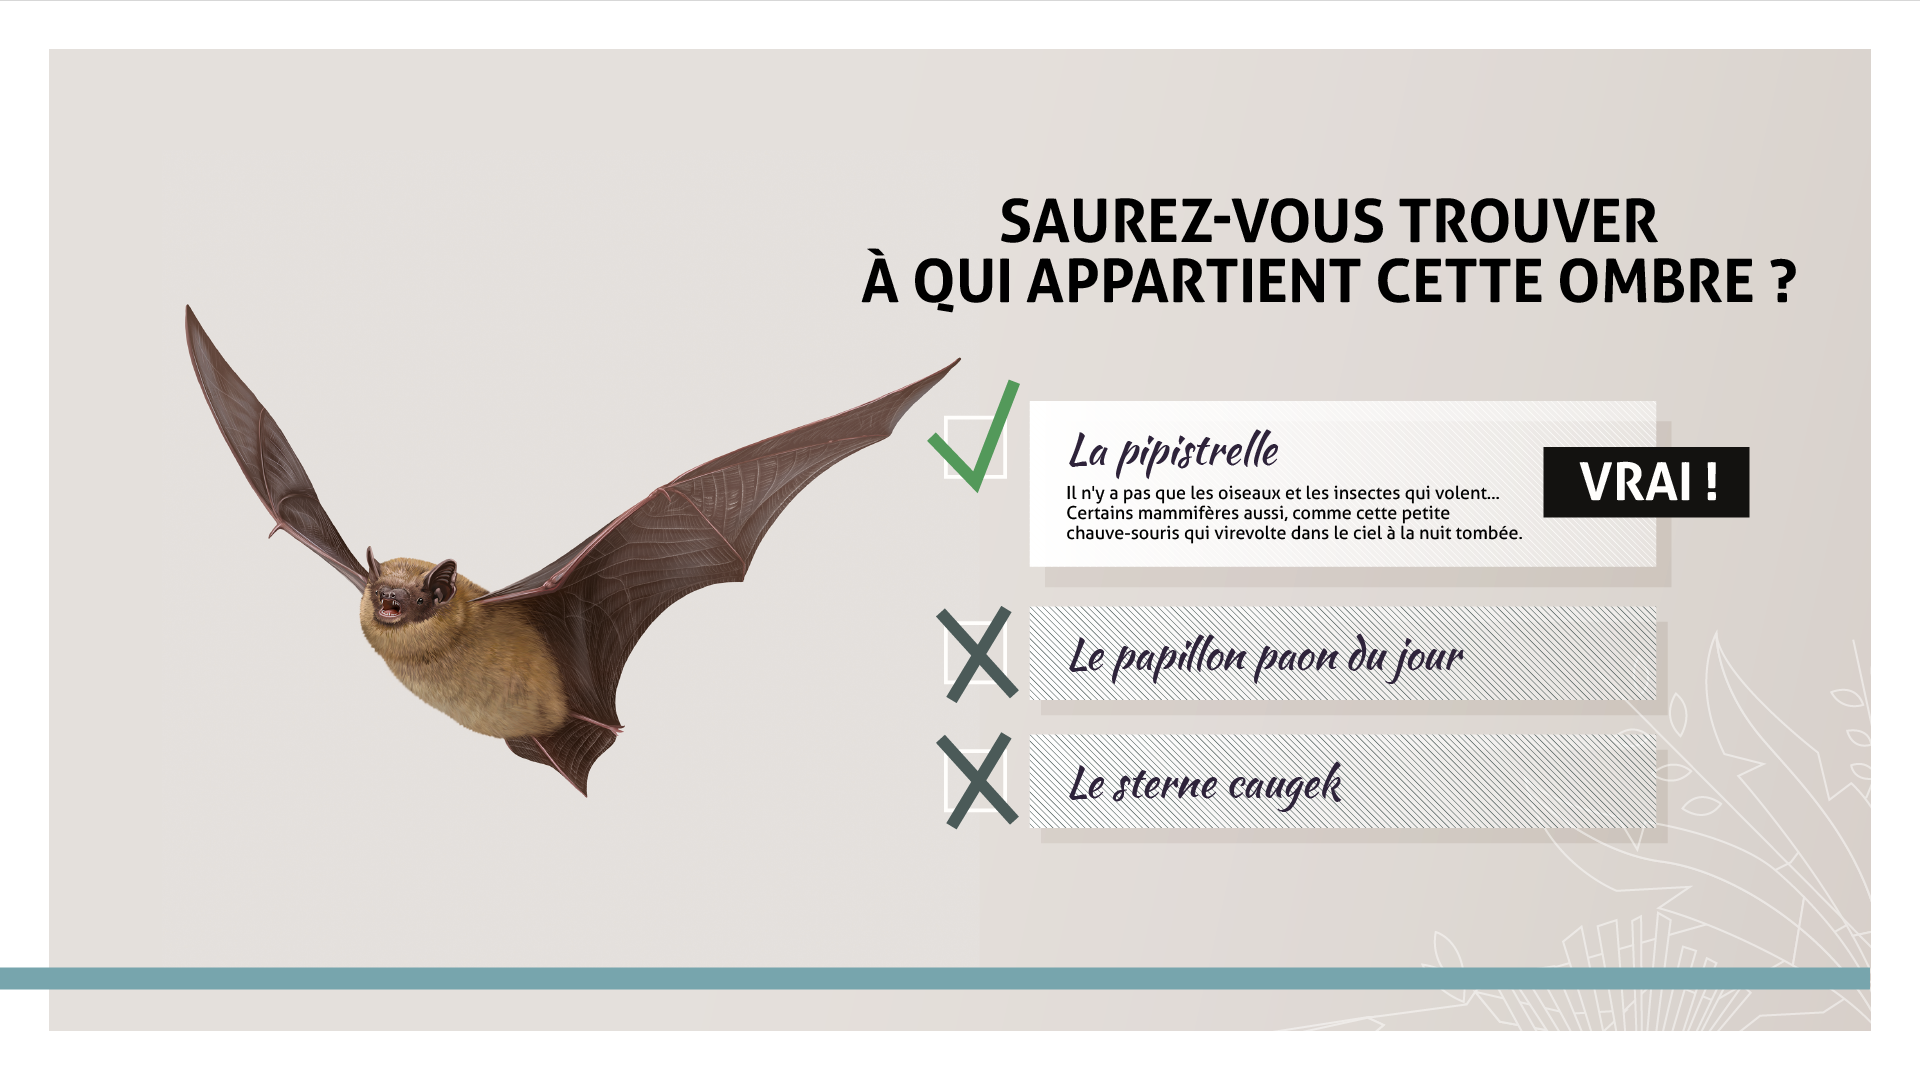 SAUREZ-VOUS TROUVER
À QUI APPARTIENT CETTE OMBRE ?
La pipistrelle
Il n'y a pas que les oiseaux et les insectes qui volent...
Certains mammifères aussi, comme cette petite
chauve-souris qui virevolte dans le ciel à la nuit tombée.
VRAI !
Le papillon paon du jour
Le sterne caugek